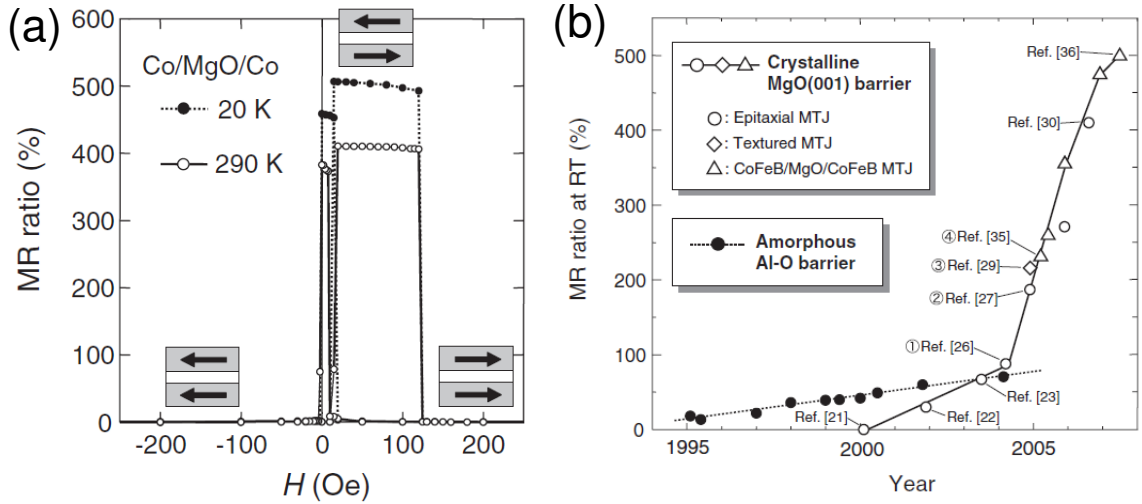 (a)
Co/MgO/Co
20 K
290 K
MR ratio (%)
600
500
400
300
200
100
0
-200
-100
0
100
200
H (Oe)
(b)
Crystalline
MgO(001) barrier
: Epitaxial MTJ
: Textured MTJ
: CoFeB/MgO/CoFeB MTJ
Amorphous
Al-O barrier
MR ratio at RT (%)
500
400
300
200
100
0
Ref. [36]
Ref. [30]
④Ref. [35]
③Ref. [29]
②Ref. [27]
①Ref. [26]
Ref. [23]
Ref. [21]
Ref. [22]
1995
2000
2005
Year